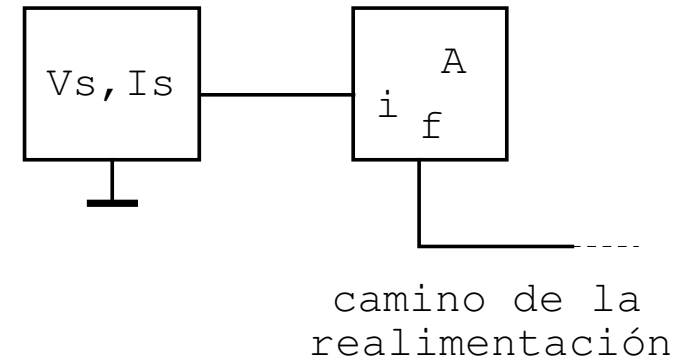 Vs,Is
A
i
f
camino de la
realimentación